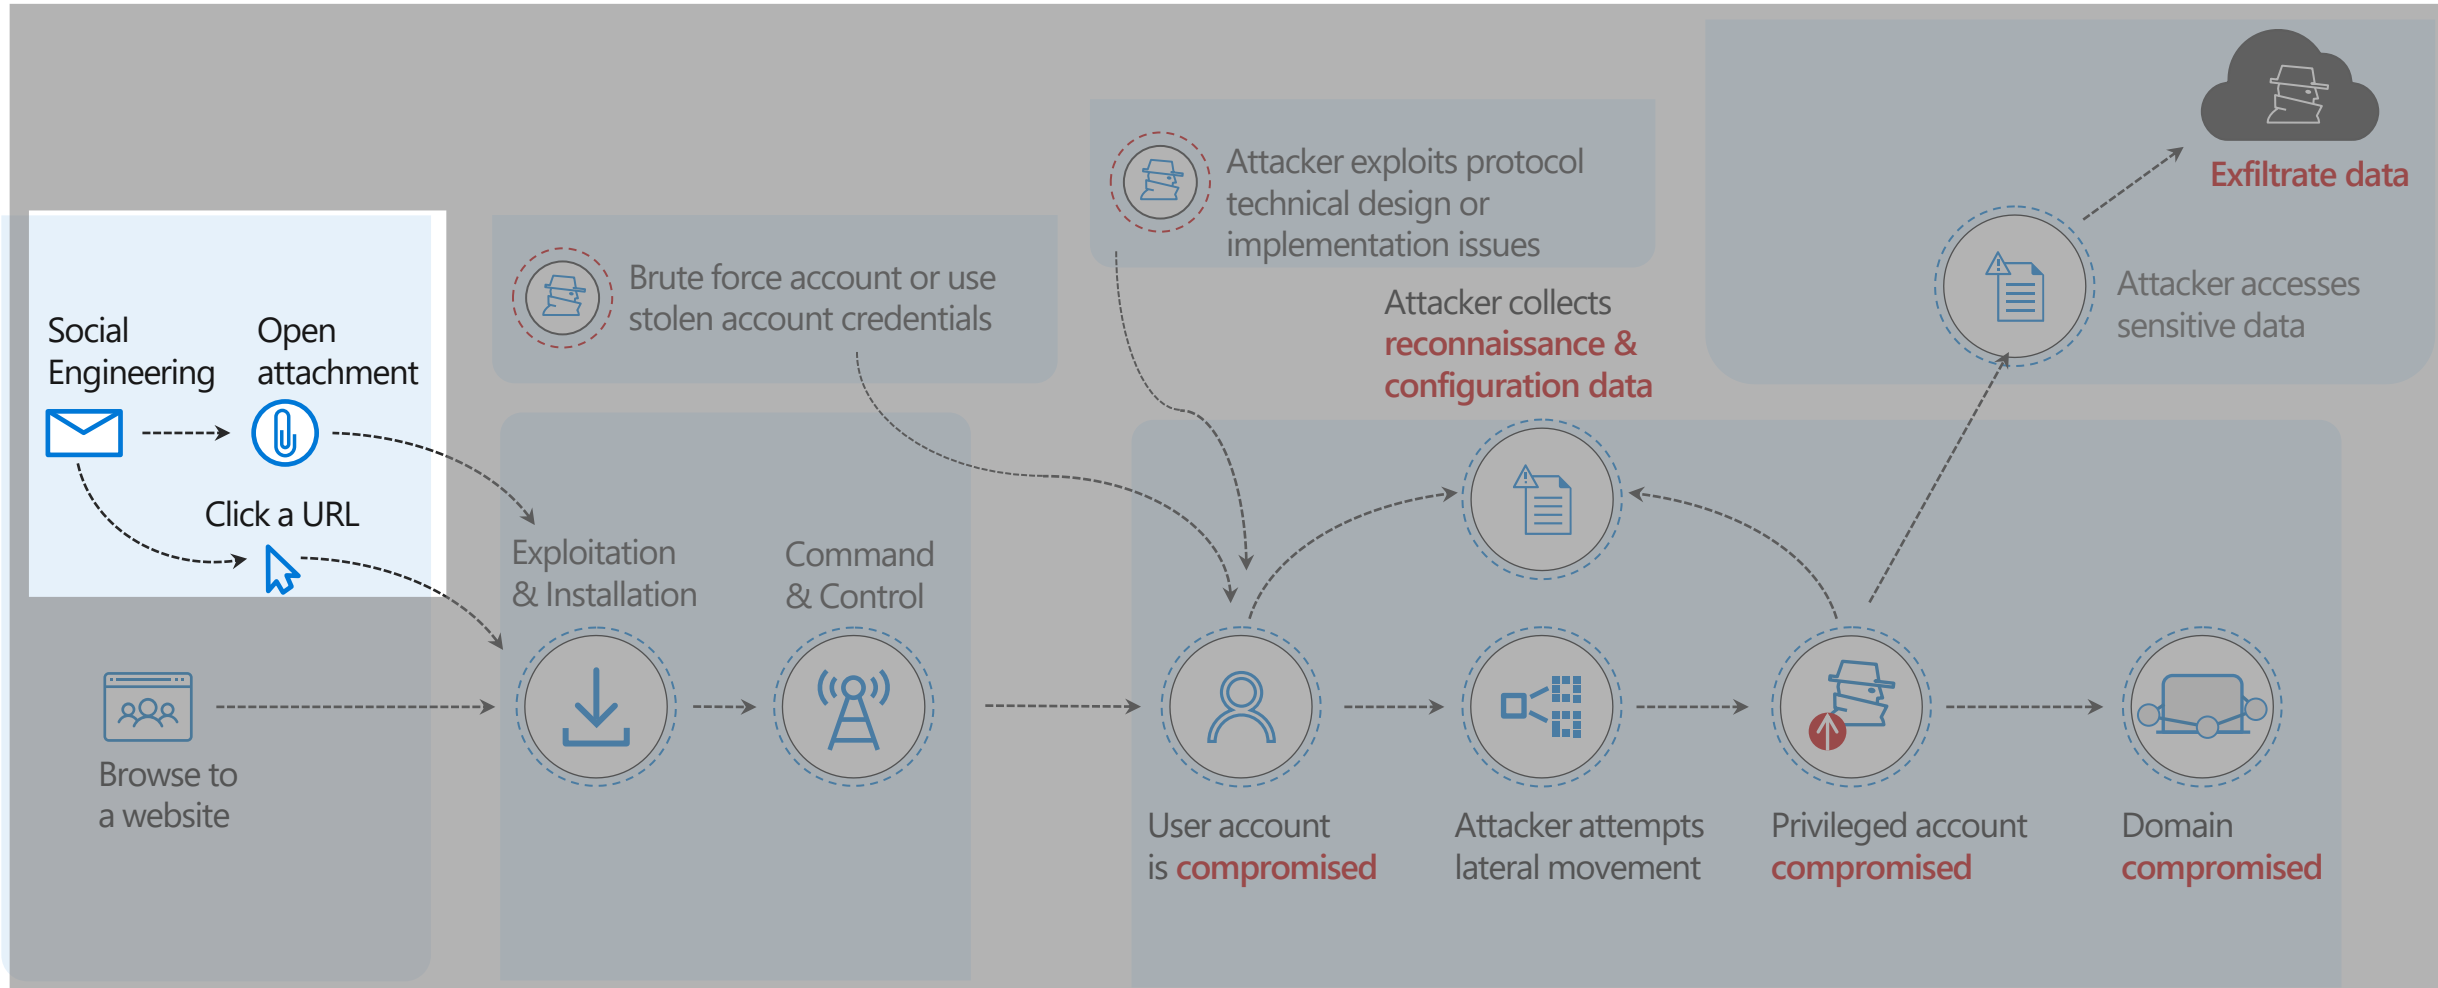 Social
Engineering
Open
attachment
Click a URL
Browse to
a website
Brute force account or use
stolen account credentials
Exploitation
& Installation
Command
& Control
Attacker exploits protocol
technical design or
implementation issues
Attacker collects
reconnaissance &
configuration data
User account
is compromised
Attacker attempts
lateral movement
Privileged account
compromised
Domain
compromised
Attacker accesses
sensitive data
Exfiltrate data